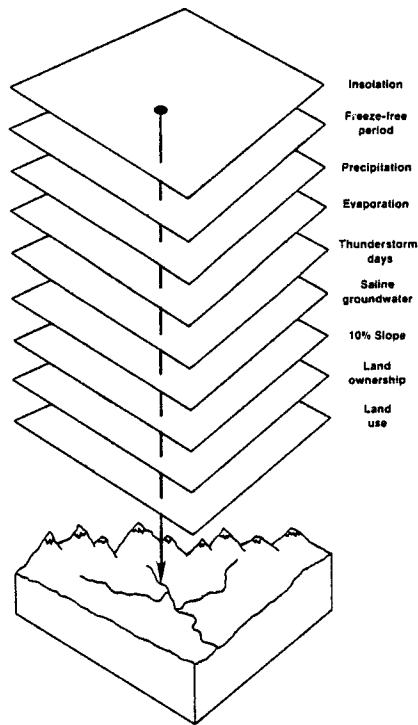 Insolation
Freeze-free
period
Precipitation
Evaporation
Thunderstorm
days
Saline
groundwater
10% Slope
Land
ownership
Land
use